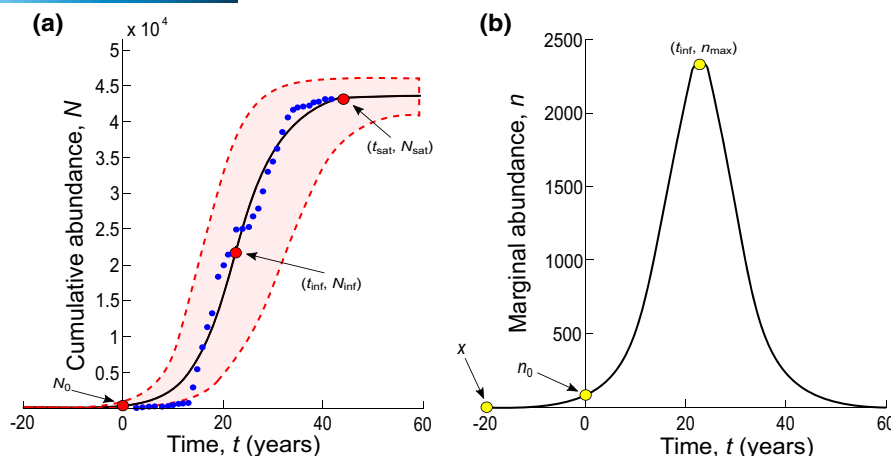 (a)
x 10^4
5
4.5
4
3.5
3
2.5
2
1.5
1
0.5
Cumulative abundance, N
N₀
(t_sat, N_sat)
(t_inf, N_inf)
-20
0
20
40
60
Time, t (years)
(b)
2500
2000
1500
1000
500
Marginal abundance, n
(t_inf, n_max)
x
n₀
-20
0
20
40
60
Time, t (years)